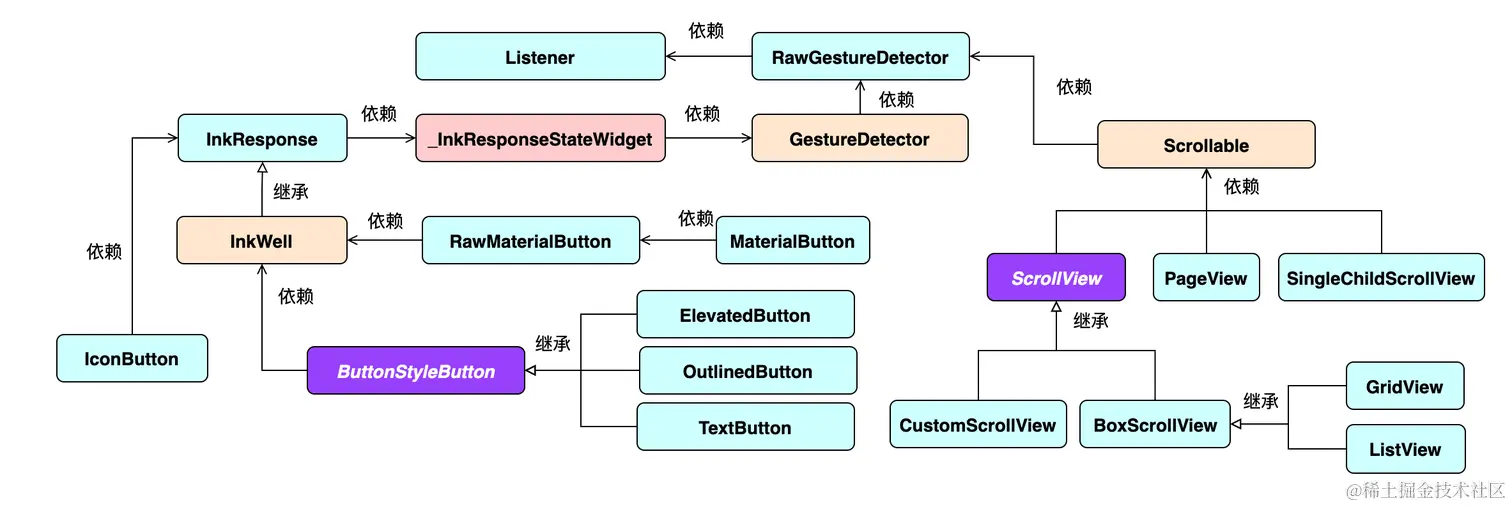 依赖
Listener
RawGestureDetector
依赖
依赖
依赖
依赖
InkResponse
_InkResponseStateWidget
GestureDetector
Scrollable
继承
依赖
依赖
依赖
InkWell
RawMaterialButton
MaterialButton
依赖
ScrollView
PageView
SingleChildScrollView
依赖
ElevatedButton
继承
继承
IconButton
ButtonStyleButton
OutlinedButton
GridView
继承
TextButton
CustomScrollView
BoxScrollView
ListView
@稀土掘金技术社区